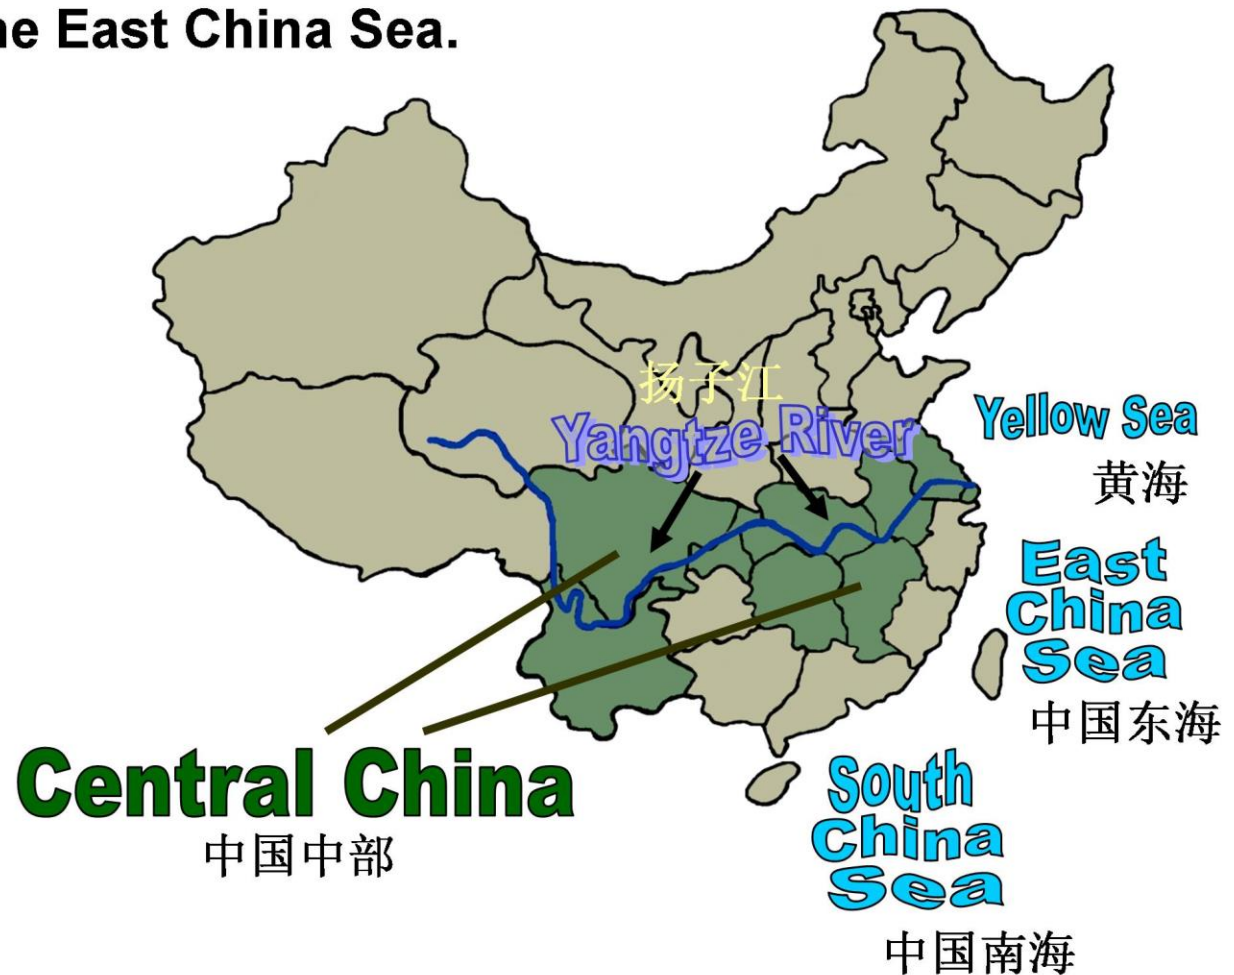 he East China Sea.
扬子江
Yangtze River
Yellow Sea
黄海
East
China
Sea
中国东海
Central China
中国中部
South
China
Sea
中国南海